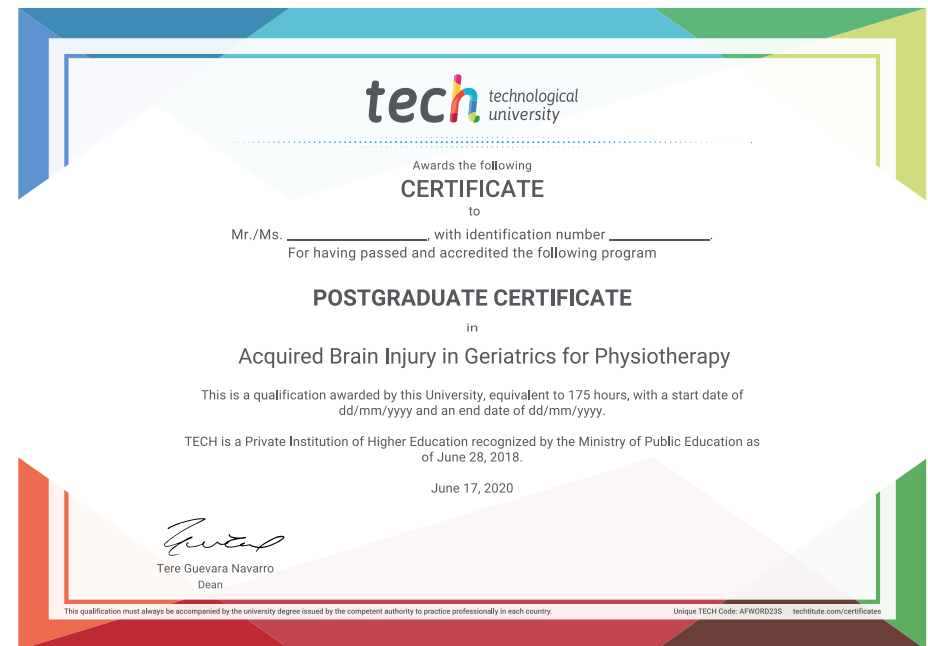 tech technological
university
Awards the following
CERTIFICATE
to
Mr./Ms. ____________________, with identification number ______________.
For having passed and accredited the following program
POSTGRADUATE CERTIFICATE
in
Acquired Brain Injury in Geriatrics for Physiotherapy
This is a qualification awarded by this University, equivalent to 175 hours, with a start date of
dd/mm/yyyy and an end date of dd/mm/yyyy.
TECH is a Private Institution of Higher Education recognized by the Ministry of Public Education as
of June 28, 2018.
June 17, 2020
Tere Guevara Navarro
Dean
This qualification must always be accompanied by the university degree issued by the competent authority to practice professionally in each country. Unique TECH Code: AFWORD23S techtitute.com/certificates